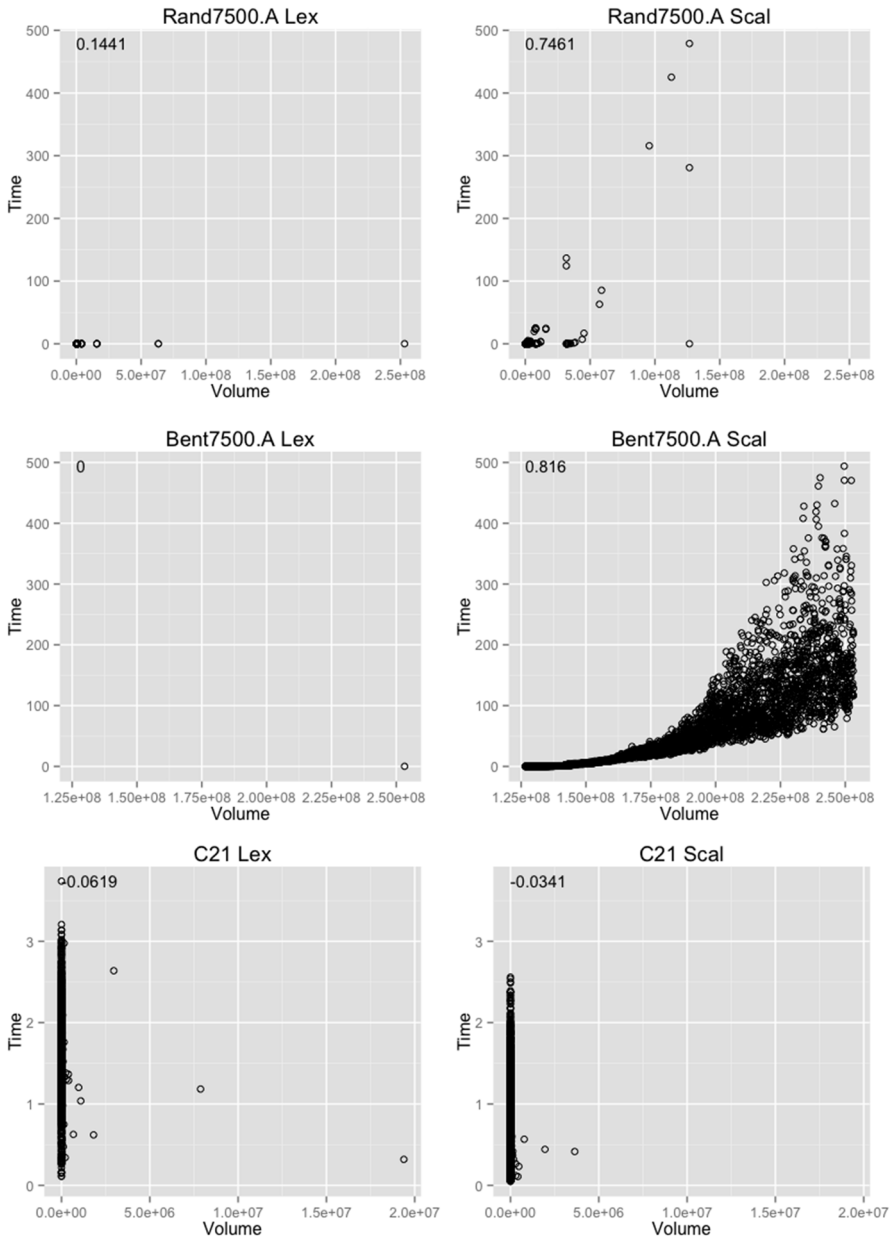 Rand7500.A Lex
Rand7500.A Scal
500
400
300
200
100
0
Time
0.1441
0.0e+00 5.0e+07 1.0e+08 1.5e+08 2.0e+08 2.5e+08
Volume
500
400
300
200
100
0
Time
0.7461
0.0e+00 5.0e+07 1.0e+08 1.5e+08 2.0e+08 2.5e+08
Volume
Bent7500.A Lex
Bent7500.A Scal
500
400
300
200
100
0
Time
0
1.25e+08 1.50e+08 1.75e+08 2.00e+08 2.25e+08 2.50e+08
Volume
500
400
300
200
100
0
Time
0.816
1.25e+08 1.50e+08 1.75e+08 2.00e+08 2.25e+08 2.50e+08
Volume
C21 Lex
C21 Scal
3
2
1
0
Time
-0.0619
0.0e+00 5.0e+06 1.0e+07 1.5e+07 2.0e+07
Volume
3
2
1
0
Time
-0.0341
0.0e+00 5.0e+06 1.0e+07 1.5e+07 2.0e+07
Volume